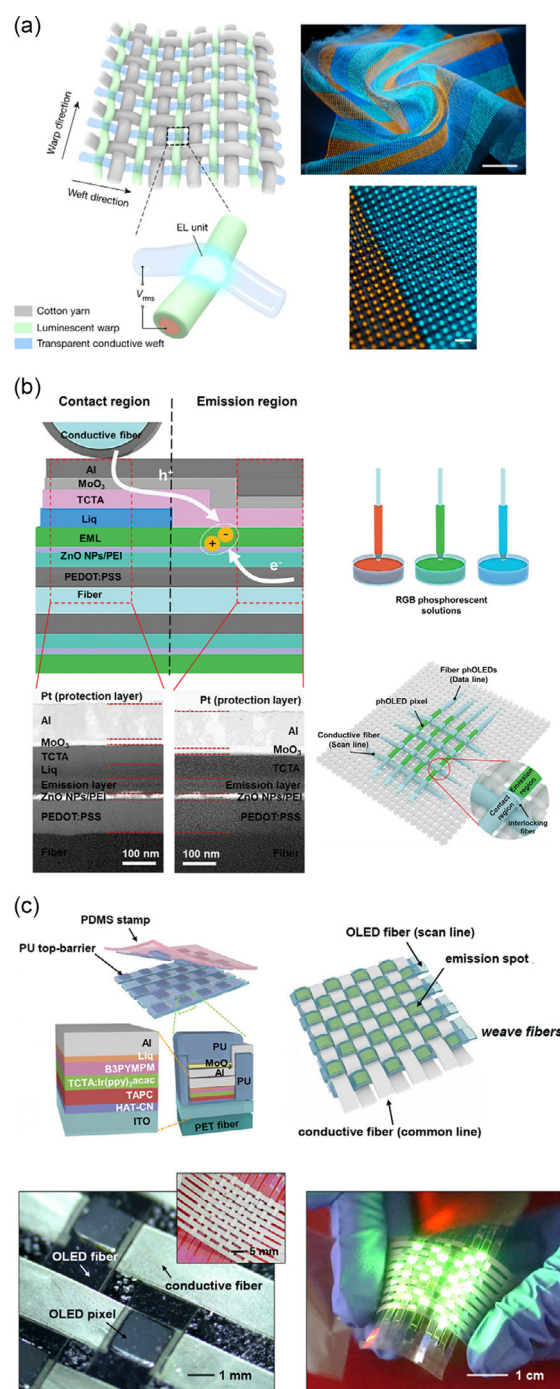 (a)
Warp direction
Weft direction
EL unit
Vrms
Cotton yarn
Luminescent warp
Transparent conductive weft
(b)
Contact region
Emission region
Conductive fiber
Al
h+
MoO3
TCTA
Liq
EML
ZnO NPs/PEI
PEDOT:PSS
Fiber
-
+
e-
RGB phosphorescent
solutions
Pt (protection layer)
Al
MoO3
TCTA
Liq
Emission layer
ZnO NPs/PEI
PEDOT:PSS
Fiber
100 nm
Pt (protection layer)
Al
MoO3
TCTA
Emission layer
ZnO NPs/PEI
PEDOT:PSS
Fiber
100 nm
Fiber phOLEDs
(Data line)
phOLED pixel
Conductive fiber
(Scan line)
Contact
region
Emission
region
interlocking
fiber
(c)
PDMS stamp
PU top-barrier
Al
Liq
B3PYMPM
TCTA:Ir(ppy)2acac
TAPC
HAT-CN
ITO
PU
MoO3
Al
PU
PET fiber
OLED fiber (scan line)
emission spot
weave fibers
conductive fiber (common line)
OLED fiber
conductive fiber
OLED pixel
5 mm
1 mm
1 cm